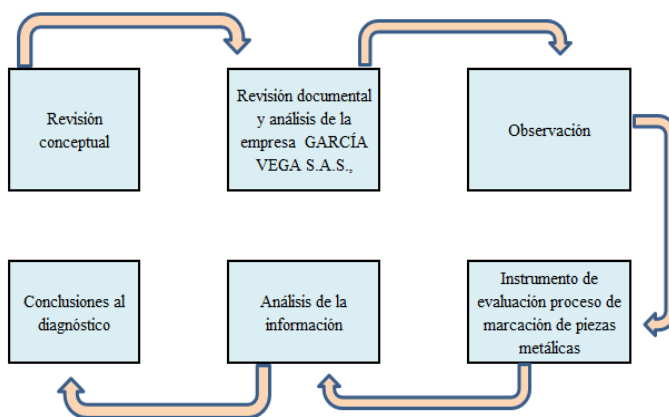 Revisión
conceptual
Revisión documental
y análisis de la
empresa GARCÍA
VEGA S.A.S.,
Observación
Instrumento de
evaluación proceso de
marcación de piezas
metálicas
Análisis de la
información
Conclusiones al
diagnóstico